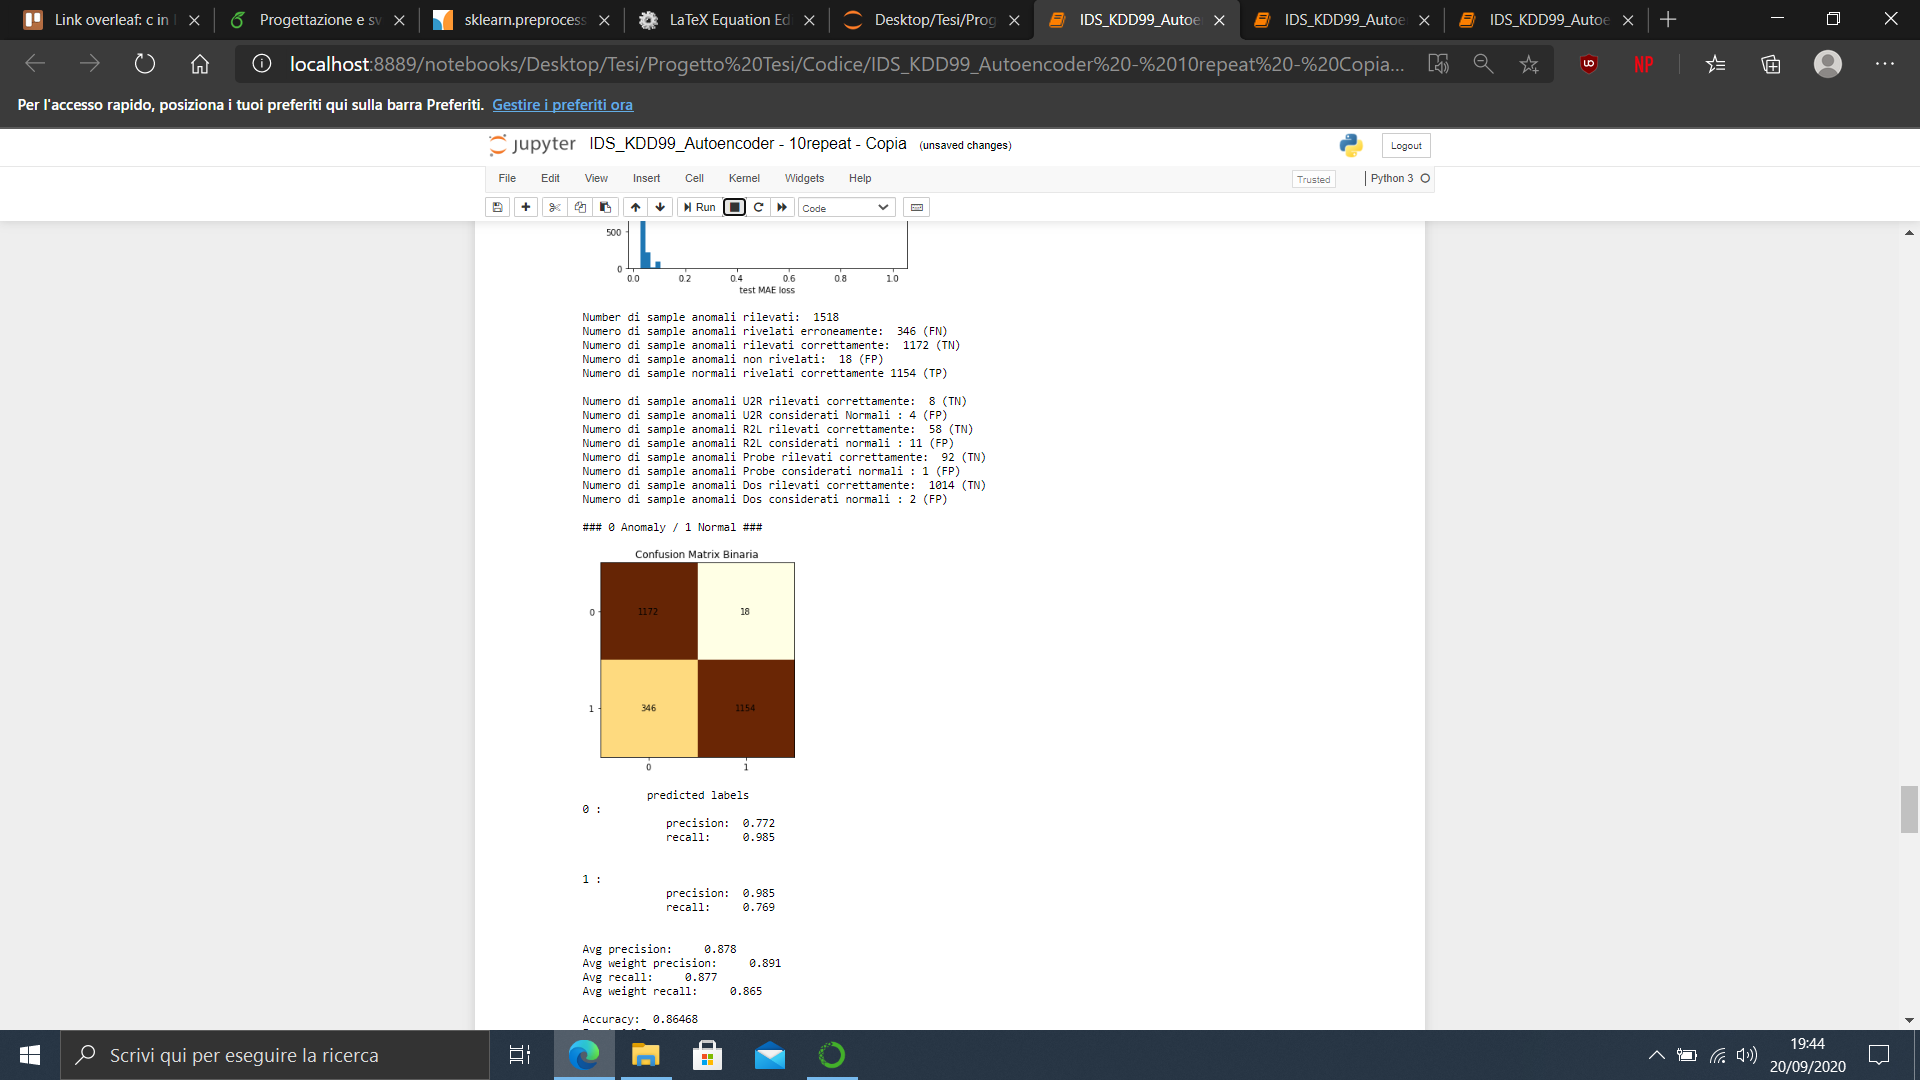 Link overleaf: c in
Progettazione e sv
sklearn.preprocess
LaTeX Equation Ed
Desktop/Tesi/Prog
IDS_KDD99_Autoe
IDS_KDD99_Autoe
IDS_KDD99_Autoe
localhost:8889/notebooks/Desktop/Tesi/Progetto%20Tesi/Codice/IDS_KDD99_Autoencoder%20-%2010repeat%20-%20Copia...
NP
Per l'accesso rapido, posiziona i tuoi preferiti qui sulla barra Preferiti. Gestire i preferiti ora
jupyter IDS_KDD99_Autoencoder - 10repeat - Copia (unsaved changes)
Logout
File Edit View Insert Cell Kernel Widgets Help
Trusted Python 3
Run Code
500
0
0.0 0.2 0.4 0.6 0.8 1.0
test MAE loss
Number di sample anomali rilevati: 1518
Numero di sample anomali rivelati erroneamente: 346 (FN)
Numero di sample anomali rilevati correttamente: 1172 (TN)
Numero di sample anomali non rivelati: 18 (FP)
Numero di sample normali rivelati correttamente 1154 (TP)
Numero di sample anomali U2R rilevati correttamente: 8 (TN)
Numero di sample anomali U2R considerati Normali : 4 (FP)
Numero di sample anomali R2L rilevati correttamente: 58 (TN)
Numero di sample anomali R2L considerati normali : 11 (FP)
Numero di sample anomali Probe rilevati correttamente: 92 (TN)
Numero di sample anomali Probe considerati normali : 1 (FP)
Numero di sample anomali Dos rilevati correttamente: 1014 (TN)
Numero di sample anomali Dos considerati normali : 2 (FP)
### 0 Anomaly / 1 Normal ###
Confusion Matrix Binaria
0 1172 18
1 346 1154
0 1
predicted labels
0 :
precision: 0.772
recall: 0.985
1 :
precision: 0.985
recall: 0.769
Avg precision: 0.878
Avg weight precision: 0.891
Avg recall: 0.877
Avg weight recall: 0.865
Accuracy: 0.86468
Scrivi qui per eseguire la ricerca
19:44
20/09/2020